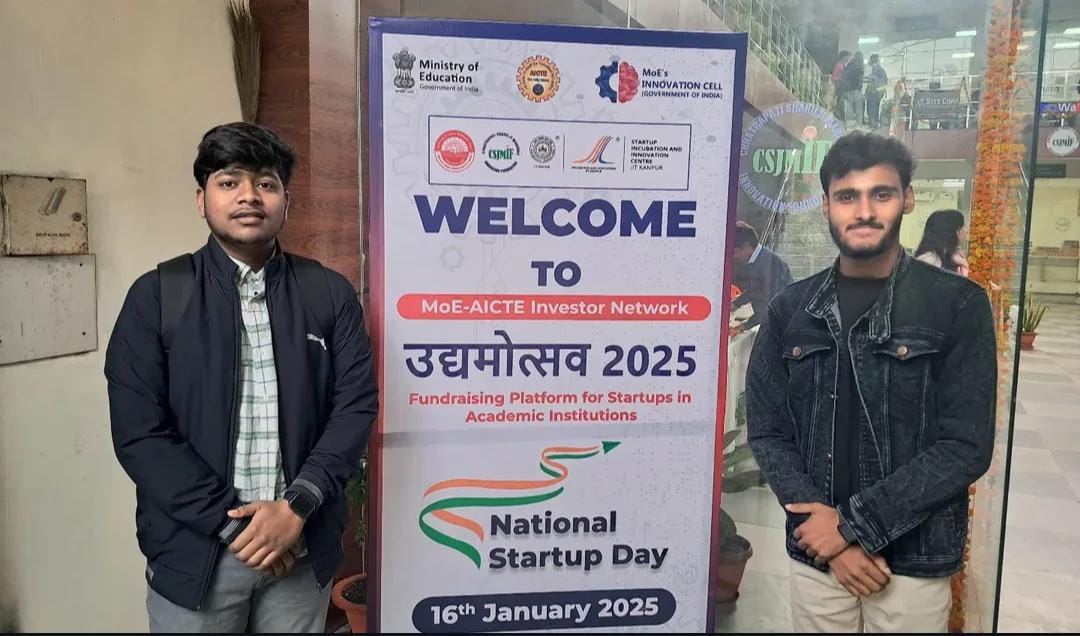 Ministry of
Education
Government of India
AICTE
MoE's
INNOVATION CELL
(GOVERNMENT OF INDIA)
CSJMIF
STARTUP
INCUBATION AND
INNOVATION
CENTRE
IIT KANPUR
WELCOME
TO
MoE-AICTE Investor Network
उद्यमोत्सव 2025
Fundraising Platform for Startups in
Academic Institutions
National
Startup Day
16th January 2025
CSJMIF
CSJMIF